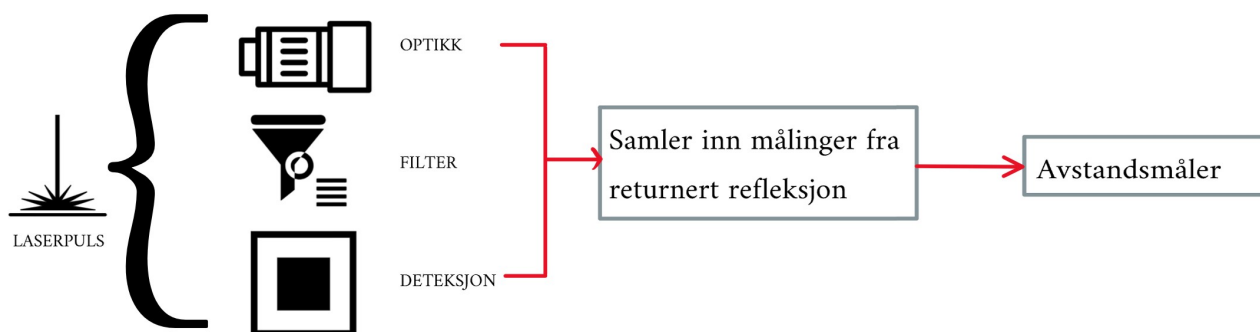 OPTIKK
FILTER
LASERPULS
DETEKSJON
Samler inn målinger fra
returnert refleksjon
Avstandsmåler